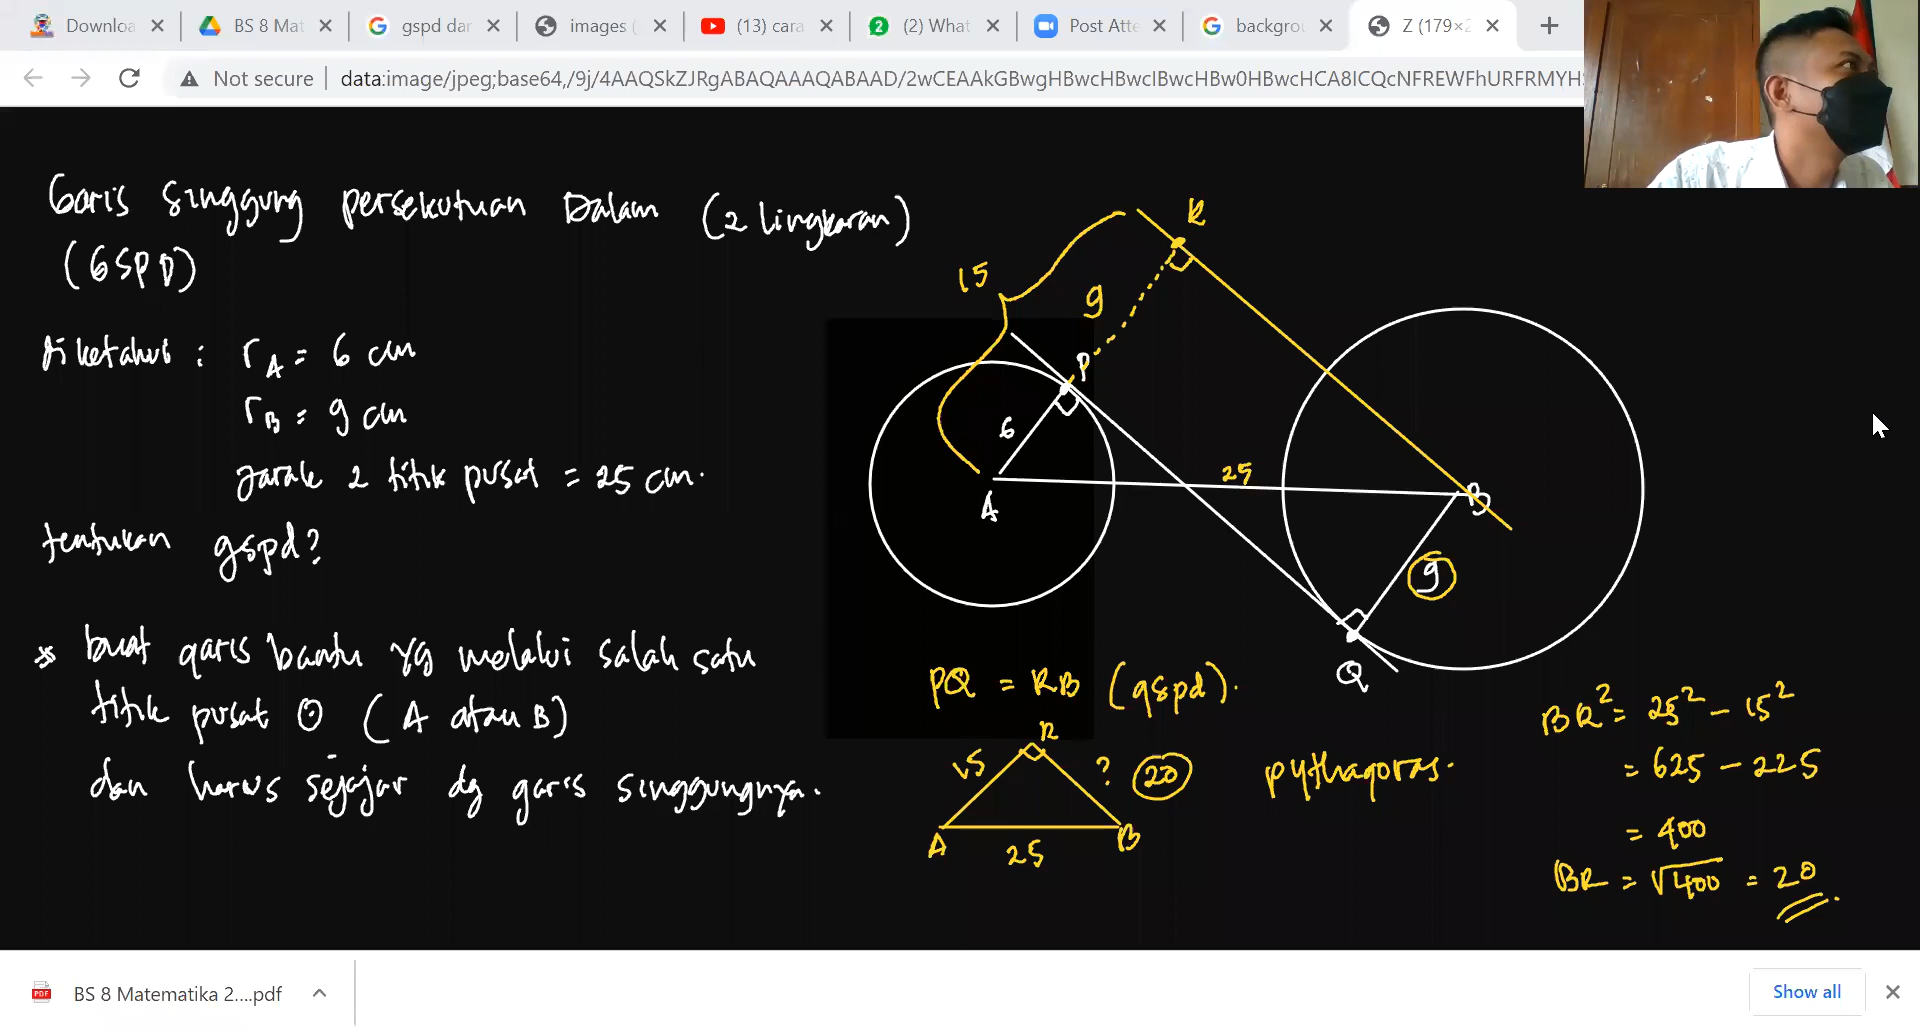 Downloa
BS 8 Mat
gspd dar
images (
(13) cara
(2) What
Post Atte
backgrou
Z (179×2
Not secure
data:image/jpeg;base64,/9j/4AAQSkZJRgABAQAAAQABAAD/2wCEAAkGBwgHBwcHBwcIBwcHBw0HBwcHCA8ICQcNFREWFhURFRMYH
Garis singgung persekutuan Dalam (2 lingkaran)
(GSPD)
diketahui : rA = 6 cm
rB = 9 cm
jarak 2 titik pusat = 25 cm.
tentukan gspd?
* buat garis bantu yg melalui salah satu
titik pusat O (A atau B)
dan harus sejajar dg garis singgungnya.
R
15
9
P
6
A
25
B
9
Q
PQ = RB (gspd).
R
15
? 20
A
25
B
pythagoras.
BR² = 25² - 15²
= 625 - 225
= 400
BR = √400 = 20
BS 8 Matematika 2....pdf
Show all